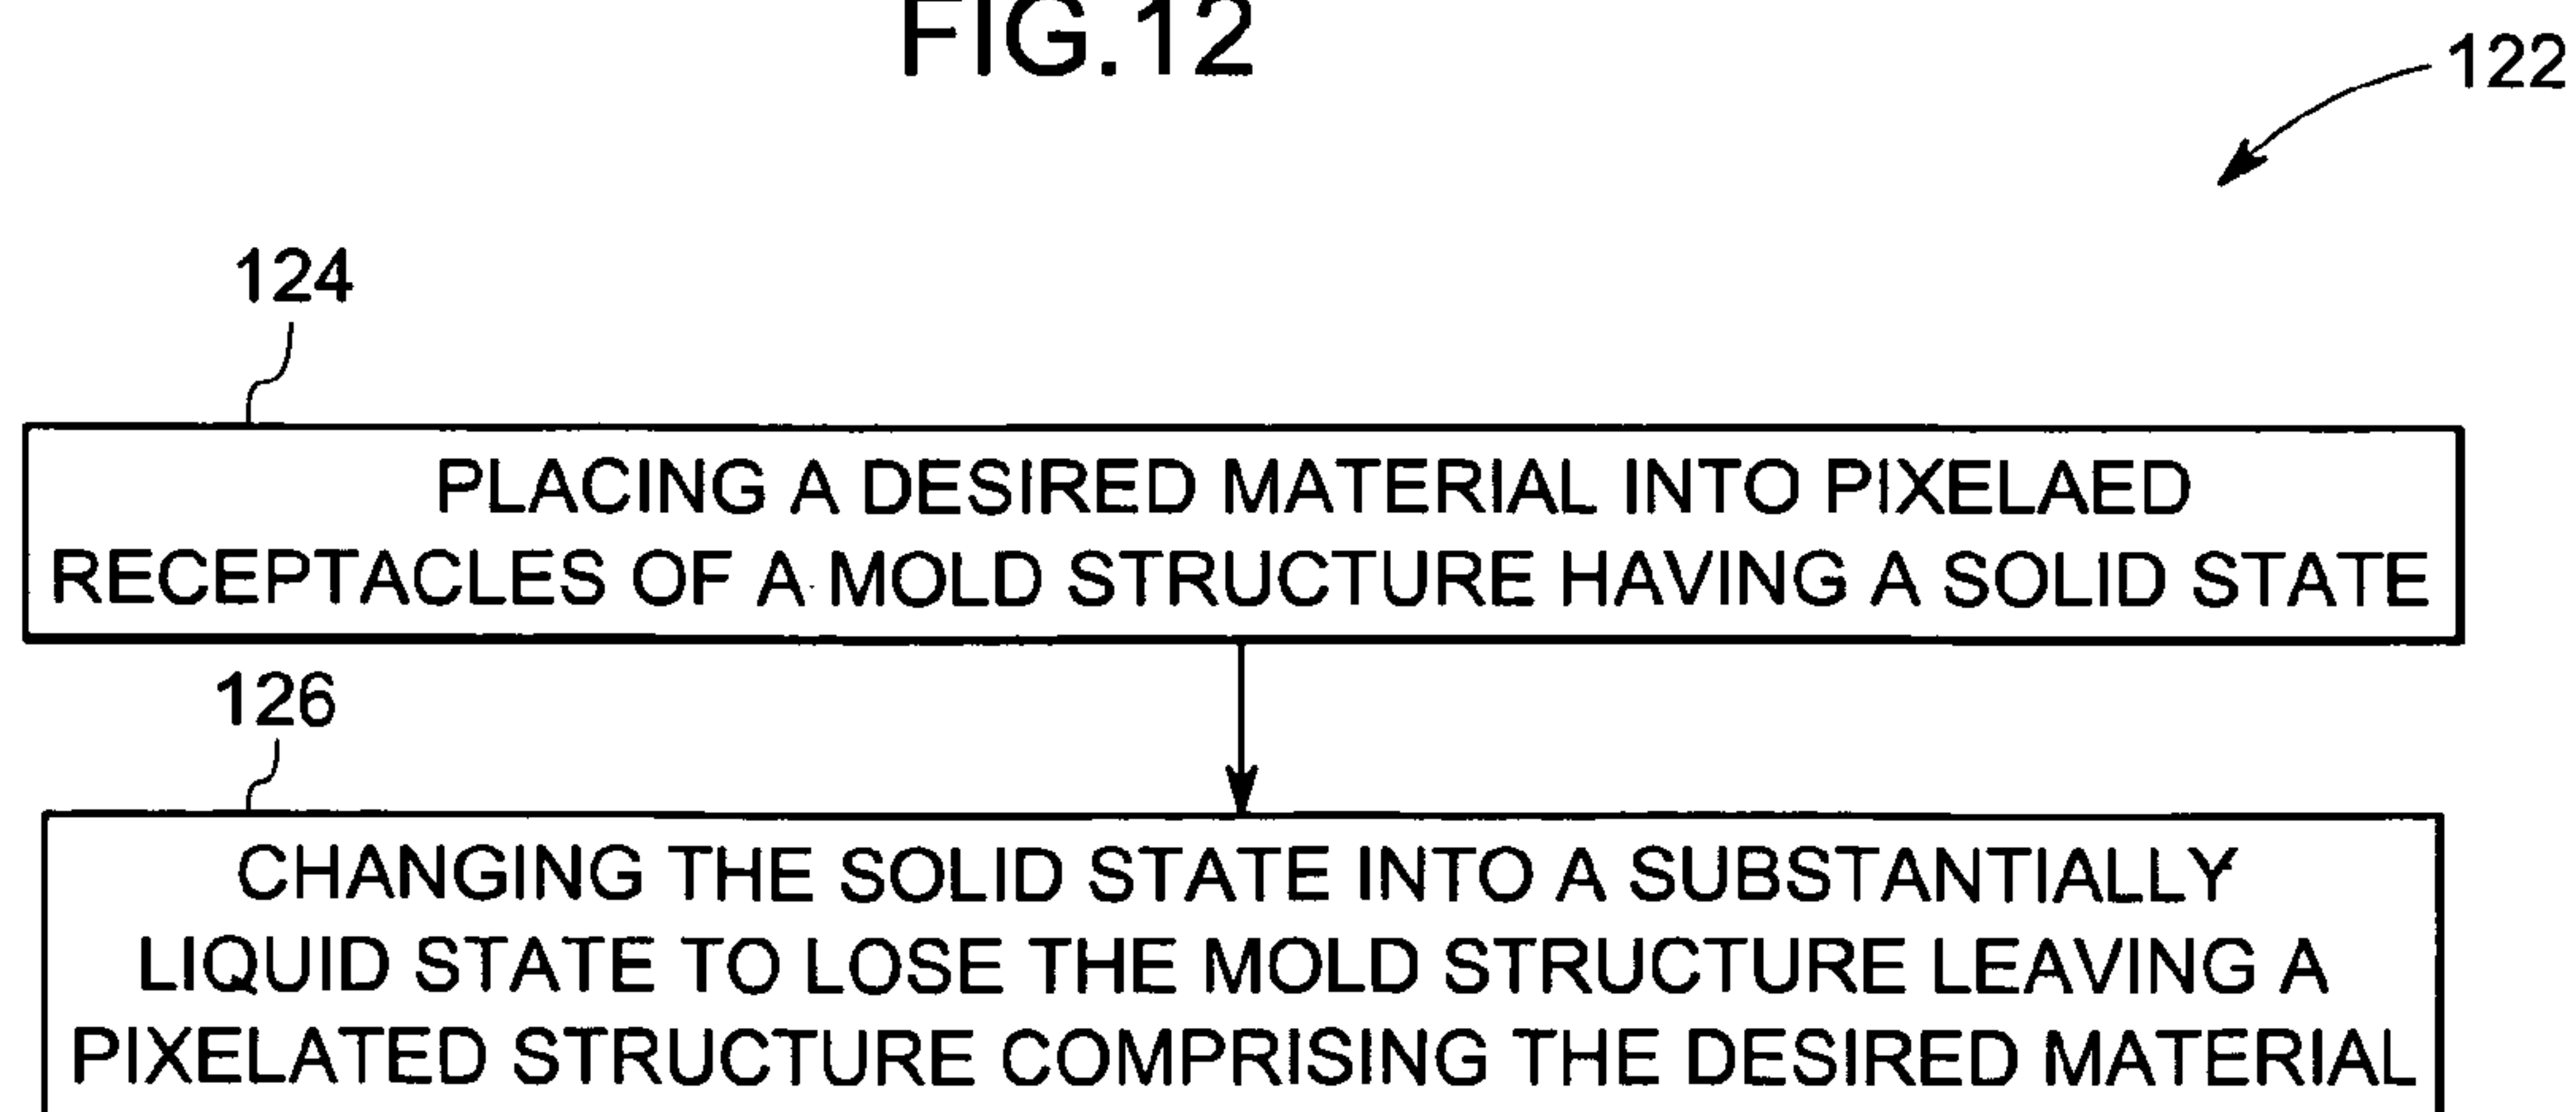 FIG.12
122
124
PLACING A DESIRED MATERIAL INTO PIXELAED
RECEPTACLES OF A MOLD STRUCTURE HAVING A SOLID STATE
126
CHANGING THE SOLID STATE INTO A SUBSTANTIALLY
LIQUID STATE TO LOSE THE MOLD STRUCTURE LEAVING A
PIXELATED STRUCTURE COMPRISING THE DESIRED MATERIAL